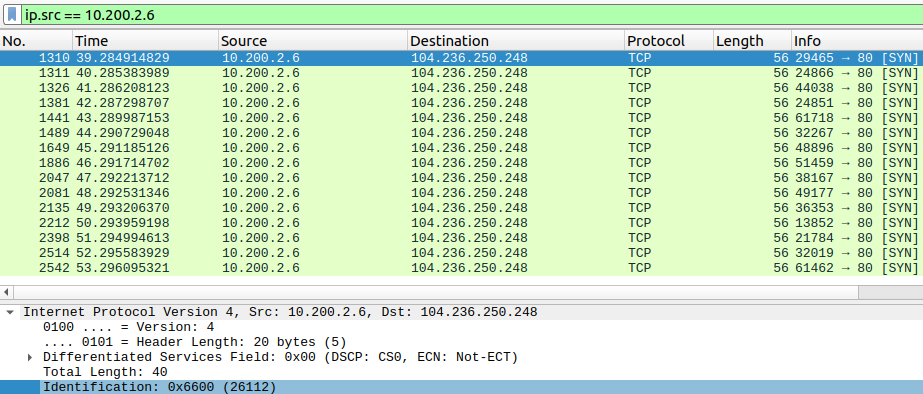 ip.src == 10.200.2.6
No. Time Source Destination Protocol Length Info
1310 39.284914829 10.200.2.6 104.236.250.248 TCP 56 29465 → 80 [SYN]
1311 40.285383989 10.200.2.6 104.236.250.248 TCP 56 24866 → 80 [SYN]
1326 41.286208123 10.200.2.6 104.236.250.248 TCP 56 44038 → 80 [SYN]
1381 42.287298707 10.200.2.6 104.236.250.248 TCP 56 24851 → 80 [SYN]
1441 43.289987153 10.200.2.6 104.236.250.248 TCP 56 61718 → 80 [SYN]
1489 44.290729048 10.200.2.6 104.236.250.248 TCP 56 32267 → 80 [SYN]
1649 45.291185126 10.200.2.6 104.236.250.248 TCP 56 48896 → 80 [SYN]
1886 46.291714702 10.200.2.6 104.236.250.248 TCP 56 51459 → 80 [SYN]
2047 47.292213712 10.200.2.6 104.236.250.248 TCP 56 38167 → 80 [SYN]
2081 48.292531346 10.200.2.6 104.236.250.248 TCP 56 49177 → 80 [SYN]
2135 49.293206370 10.200.2.6 104.236.250.248 TCP 56 36353 → 80 [SYN]
2212 50.293959198 10.200.2.6 104.236.250.248 TCP 56 13852 → 80 [SYN]
2398 51.294994613 10.200.2.6 104.236.250.248 TCP 56 21784 → 80 [SYN]
2514 52.295583929 10.200.2.6 104.236.250.248 TCP 56 32019 → 80 [SYN]
2542 53.296095321 10.200.2.6 104.236.250.248 TCP 56 61462 → 80 [SYN]
Internet Protocol Version 4, Src: 10.200.2.6, Dst: 104.236.250.248
0100 .... = Version: 4
.... 0101 = Header Length: 20 bytes (5)
Differentiated Services Field: 0x00 (DSCP: CS0, ECN: Not-ECT)
Total Length: 40
Identification: 0x6600 (26112)